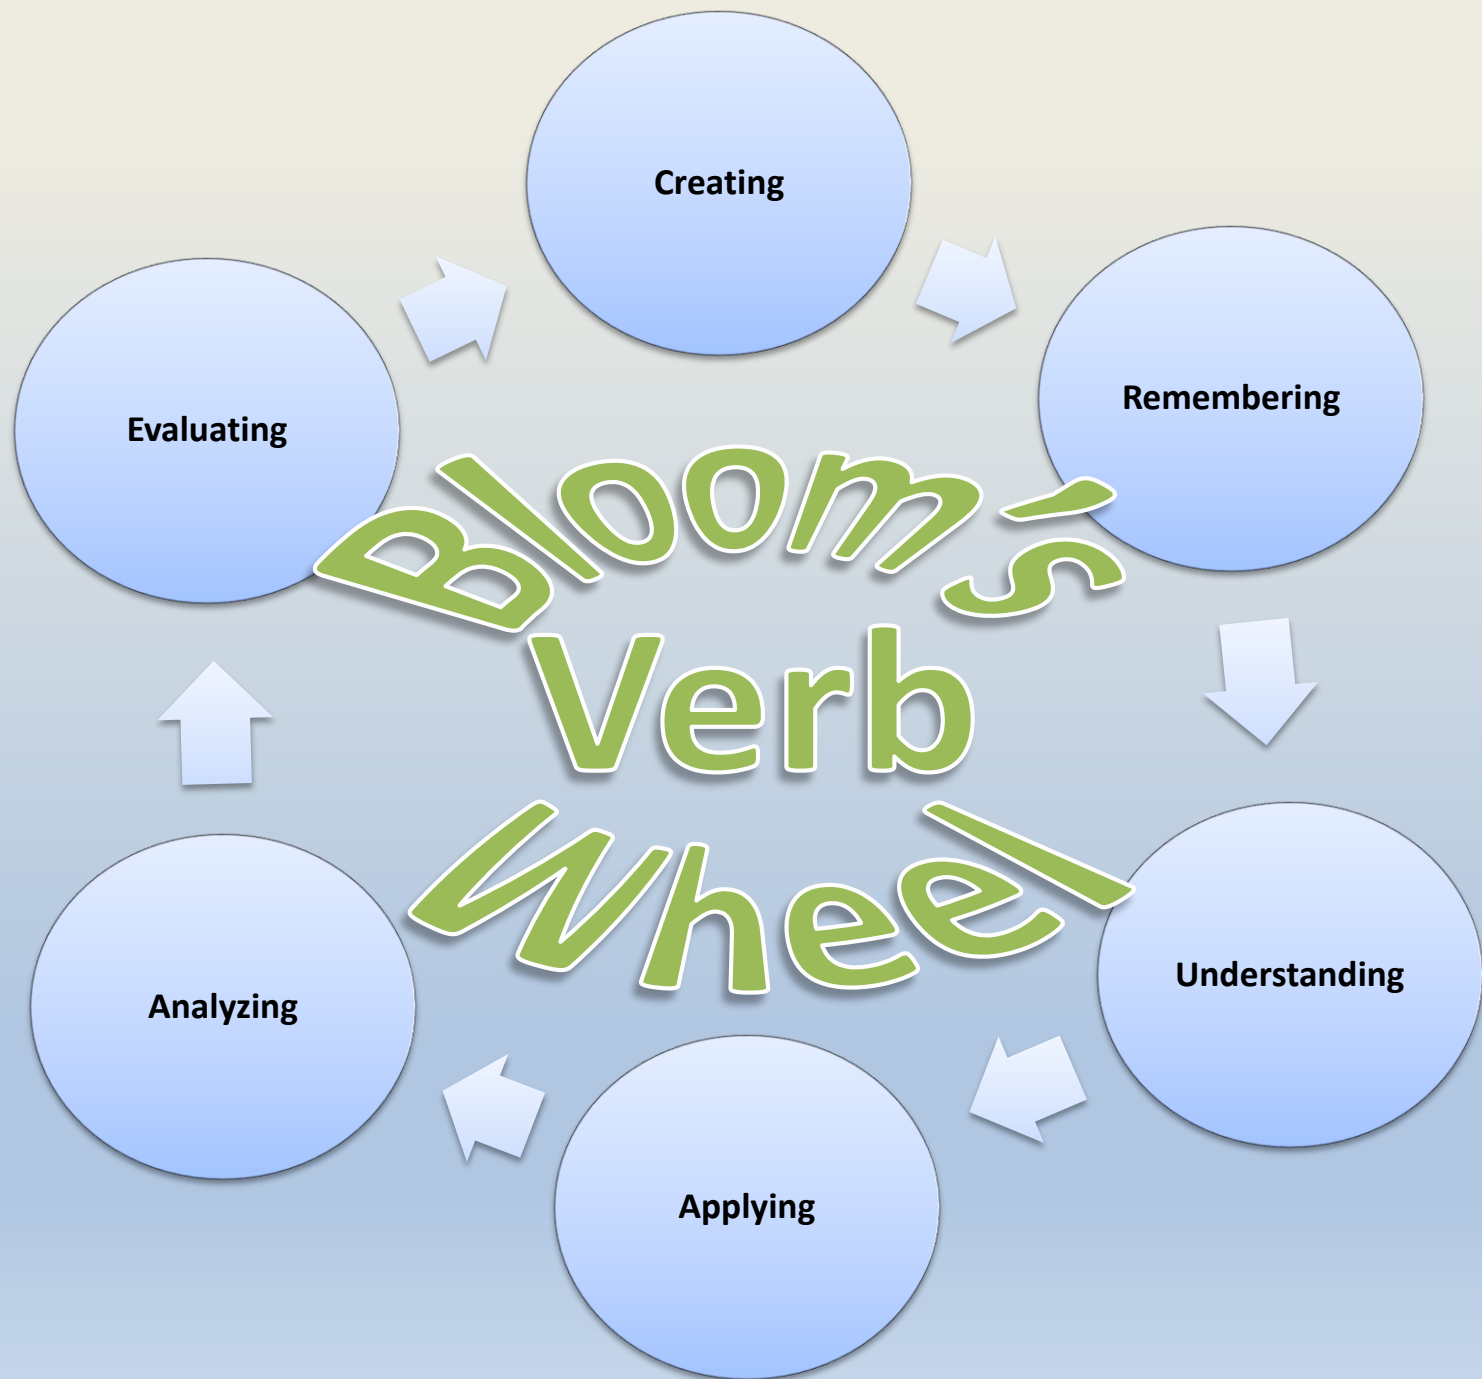 Creating
Remembering
Evaluating
Bloom's
Verb
Wheel
Understanding
Analyzing
Applying